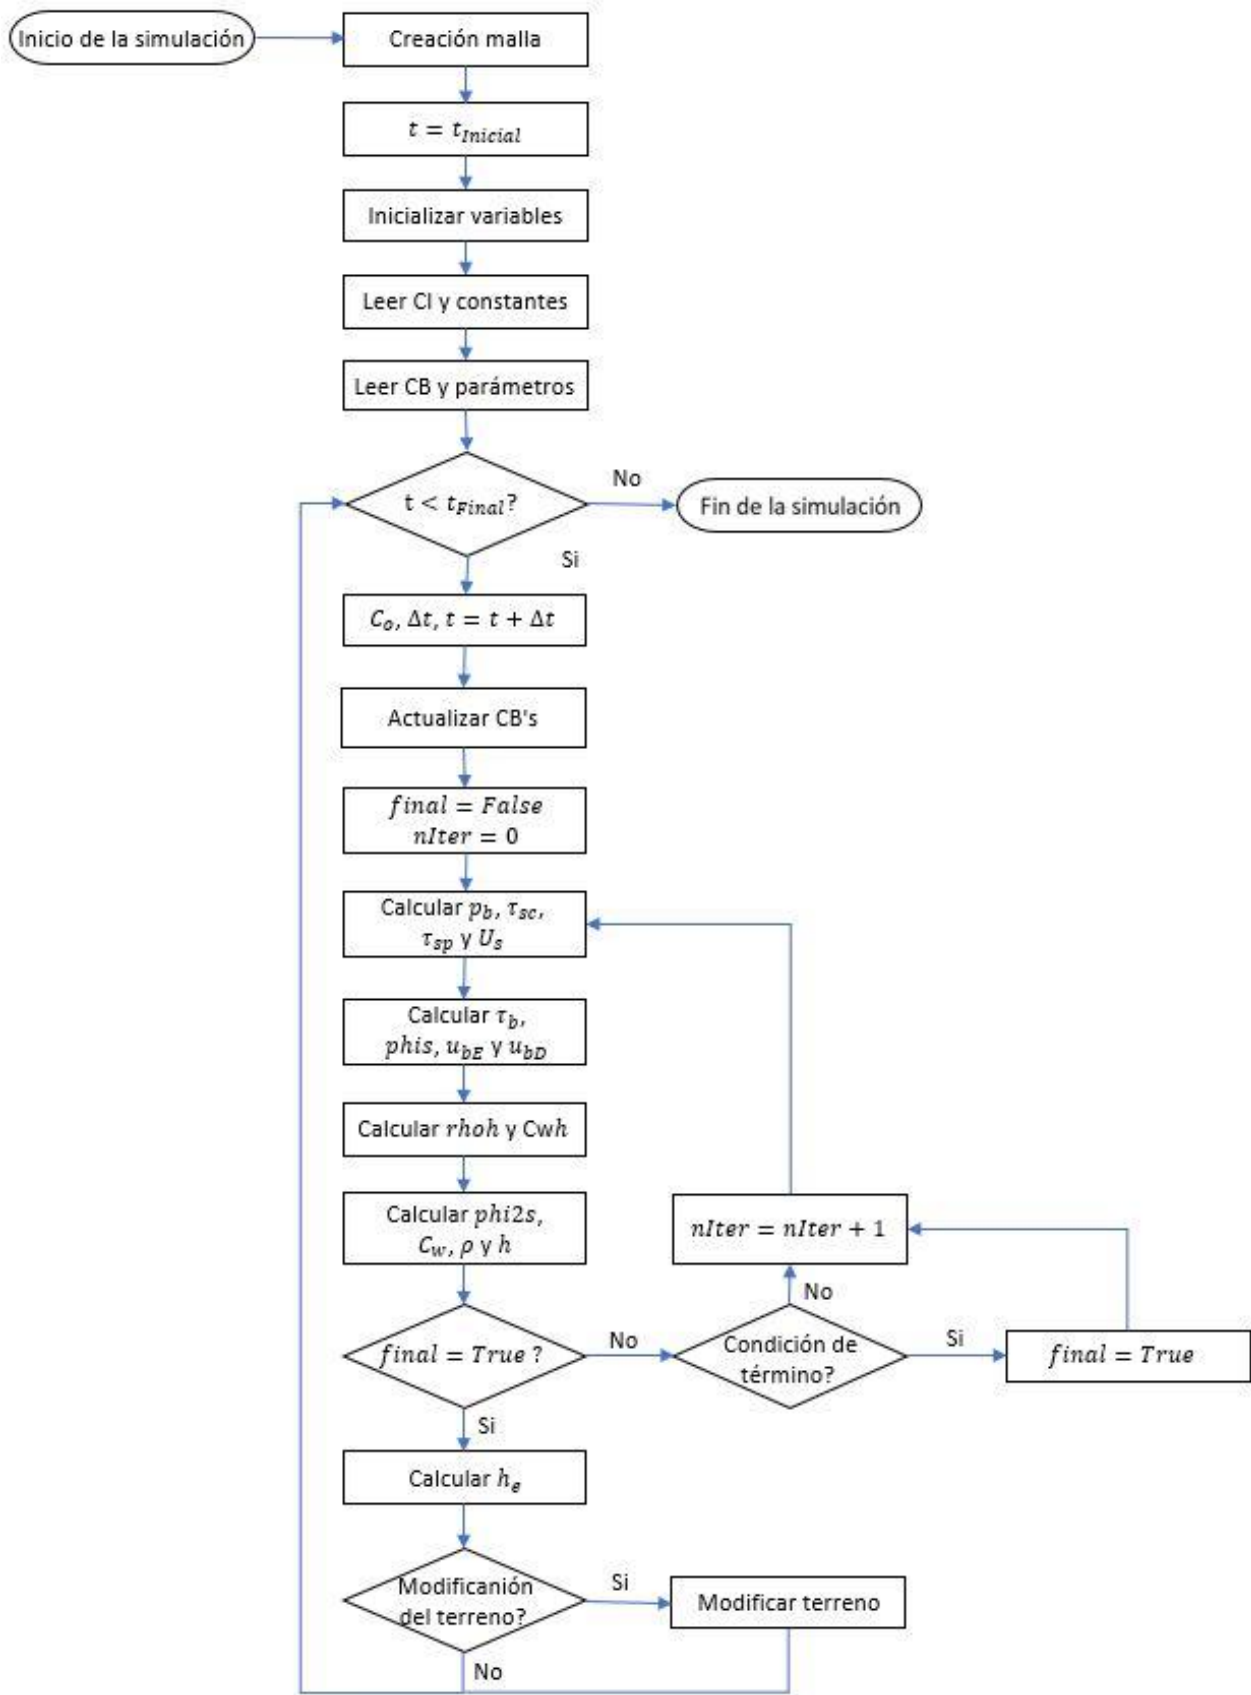 Inicio de la simulación
Creación malla
t = t_Inicial
Inicializar variables
Leer CI y constantes
Leer CB y parámetros
t < t_Final?
No
Fin de la simulación
Si
C_o, Δt, t = t + Δt
Actualizar CB's
final = False
nIter = 0
Calcular p_b, τ_sc,
τ_sp y U_s
Calcular τ_b,
phis, u_bE y u_bD
Calcular rhoh y Cwh
Calcular phi2s,
C_w, ρ y h
nIter = nIter + 1
No
final = True ?
No
Condición de
término?
Si
final = True
Si
Calcular h_e
Modificanión
del terreno?
Si
Modificar terreno
No